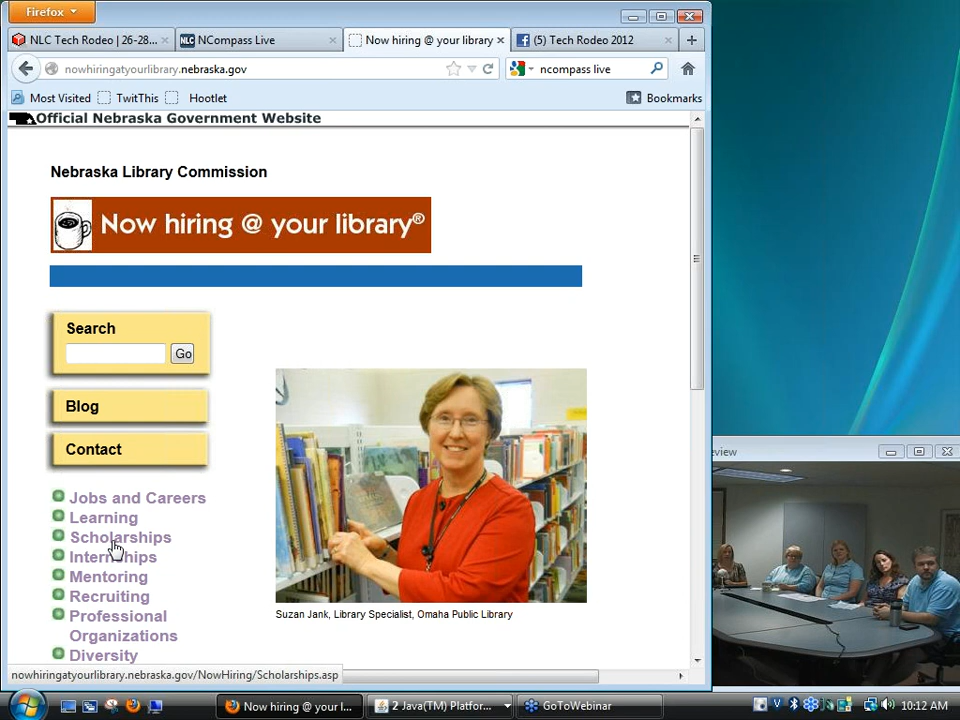 Firefox
NLC Tech Rodeo | 26-28...
NLC NCompass Live
Now hiring @ your library
(5) Tech Rodeo 2012
nowhiringatyourlibrary.nebraska.gov
ncompass live
Most Visited
TwitThis
Hootlet
Bookmarks
Official Nebraska Government Website
Nebraska Library Commission
Now hiring @ your library®
Search
Go
Blog
Contact
Jobs and Careers
Learning
Scholarships
Internships
Mentoring
Recruiting
Professional
Organizations
Diversity
Suzan Jank, Library Specialist, Omaha Public Library
nowhiringatyourlibrary.nebraska.gov/NowHiring/Scholarships.asp
eview
Now hiring @ your l...
2 Java(TM) Platfor...
GoToWebinar
10:12 AM